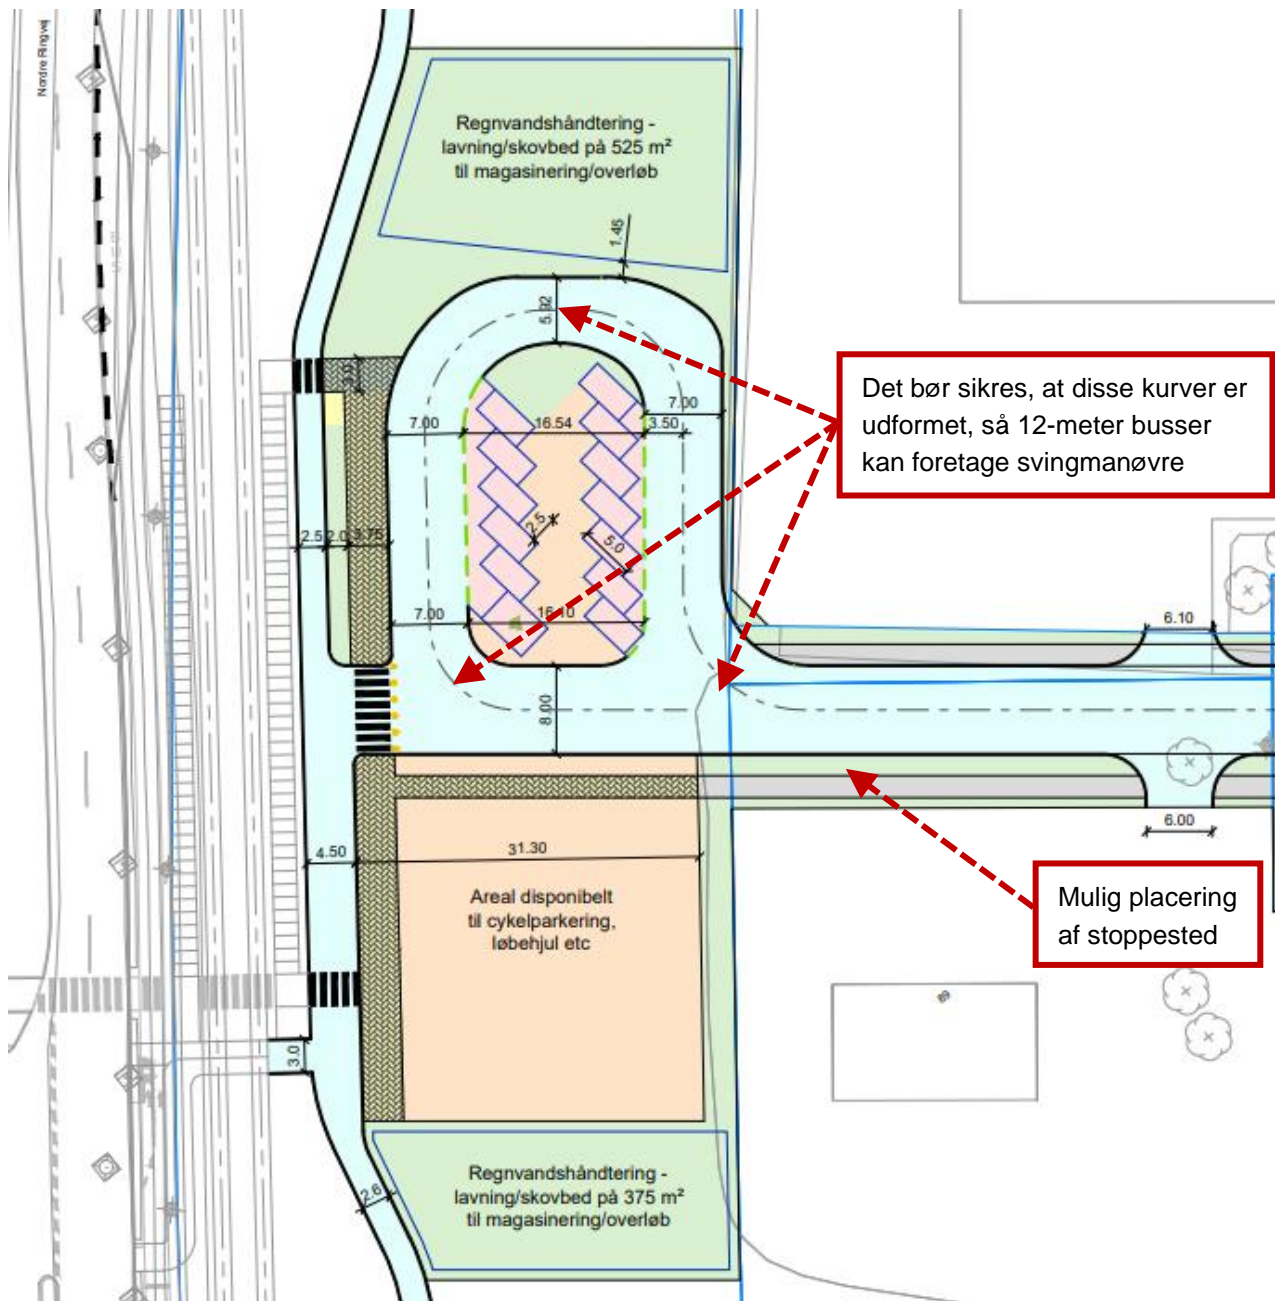 Nordre Ringvej
Regnvandshåndtering -
lavning/skovbed på 525 m²
til magasinering/overløb
1.45
5.92
3.0
7.00
16.54
7.00
3.50
Det bør sikres, at disse kurver er
udformet, så 12-meter busser
kan foretage svingmanøvre
2.5
2.0
3.75
2.5
5.0
7.00
16.10
6.10
8.00
6.00
4.50
31.30
Areal disponibelt
til cykelparkering,
løbehjul etc
Mulig placering
af stoppested
89
3.0
Regnvandshåndtering -
lavning/skovbed på 375 m²
til magasinering/overløb
2.6